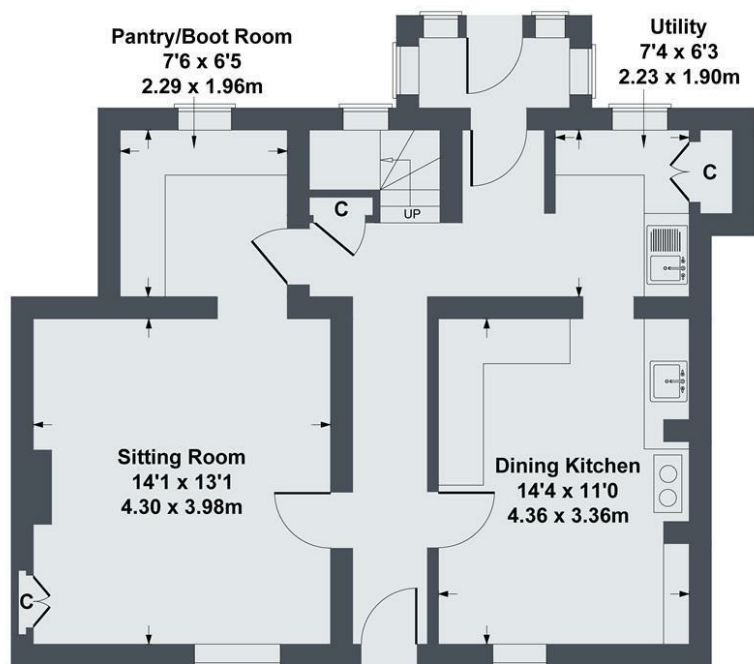 Pantry/Boot Room
7'6 x 6'5
2.29 x 1.96m
Utility
7'4 x 6'3
2.23 x 1.90m
C
C
UP
Sitting Room
14'1 x 13'1
4.30 x 3.98m
Dining Kitchen
14'4 x 11'0
4.36 x 3.36m
C